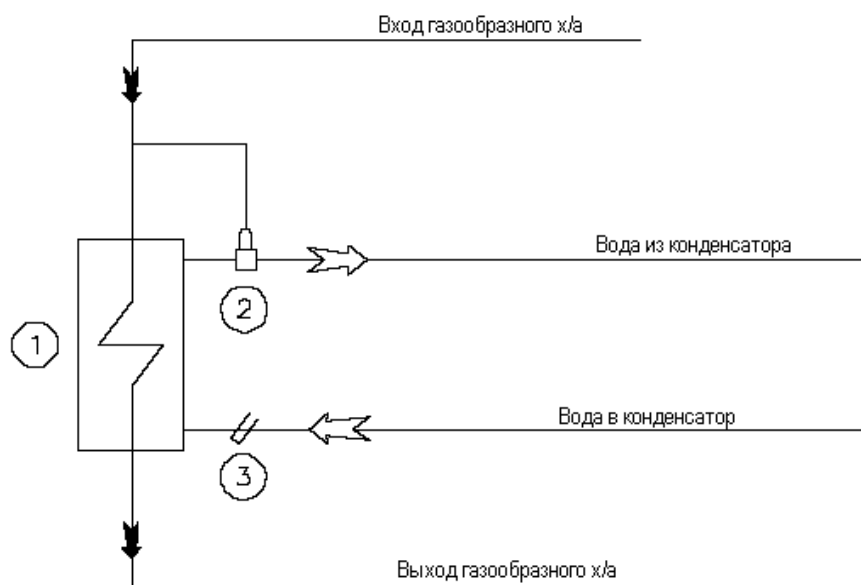 Вход газообразного х/а
Вода из конденсатора
2
1
Вода в конденсатор
3
Выход газообразного х/а